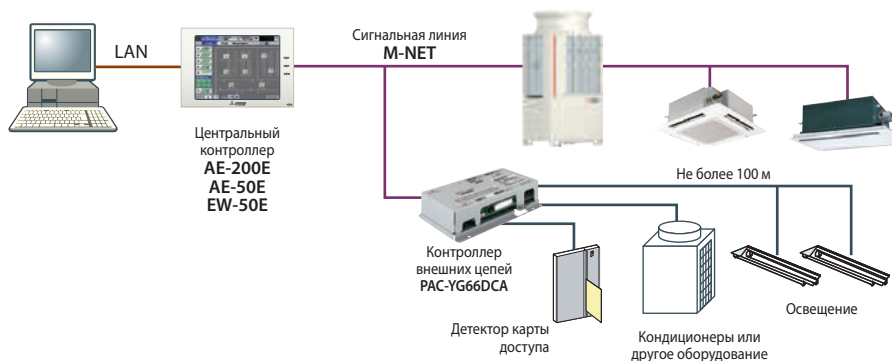 LAN
Сигнальная линия
M-NET
Центральный
контроллер
AE-200E
AE-50E
EW-50E
Не более 100 м
Контроллер
внешних цепей
PAC-YG66DCA
Детектор карты
доступа
Кондиционеры или
другое оборудование
Освещение